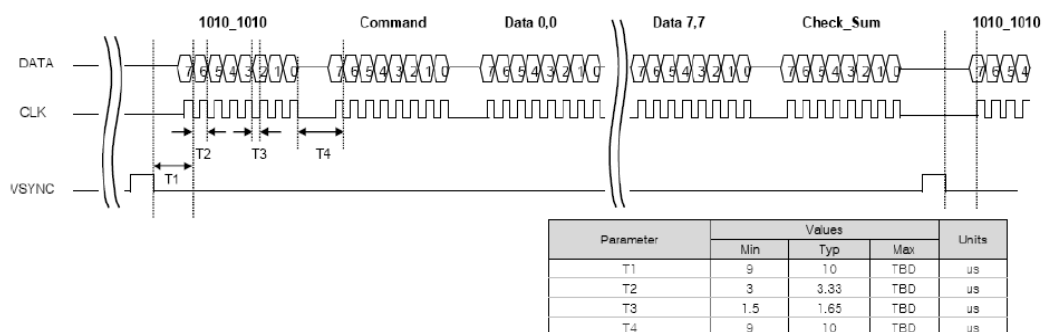 1010_1010 Command Data 0,0 Data 7,7 Check_Sum 1010_1010
DATA 7 6 5 4 3 2 1 0 7 6 5 4 3 2 1 0 7 6 5 4 3 2 1 0 7 6 5 4 3 2 1 0 7 6 5 4 3 2 1 0 7 6 5 4
CLK
T2 T3 T4
T1
VSYNC
Parameter Values Units
Min Typ Max
T1 9 10 TBD us
T2 3 3.33 TBD us
T3 1.5 1.65 TBD us
T4 9 10 TBD us